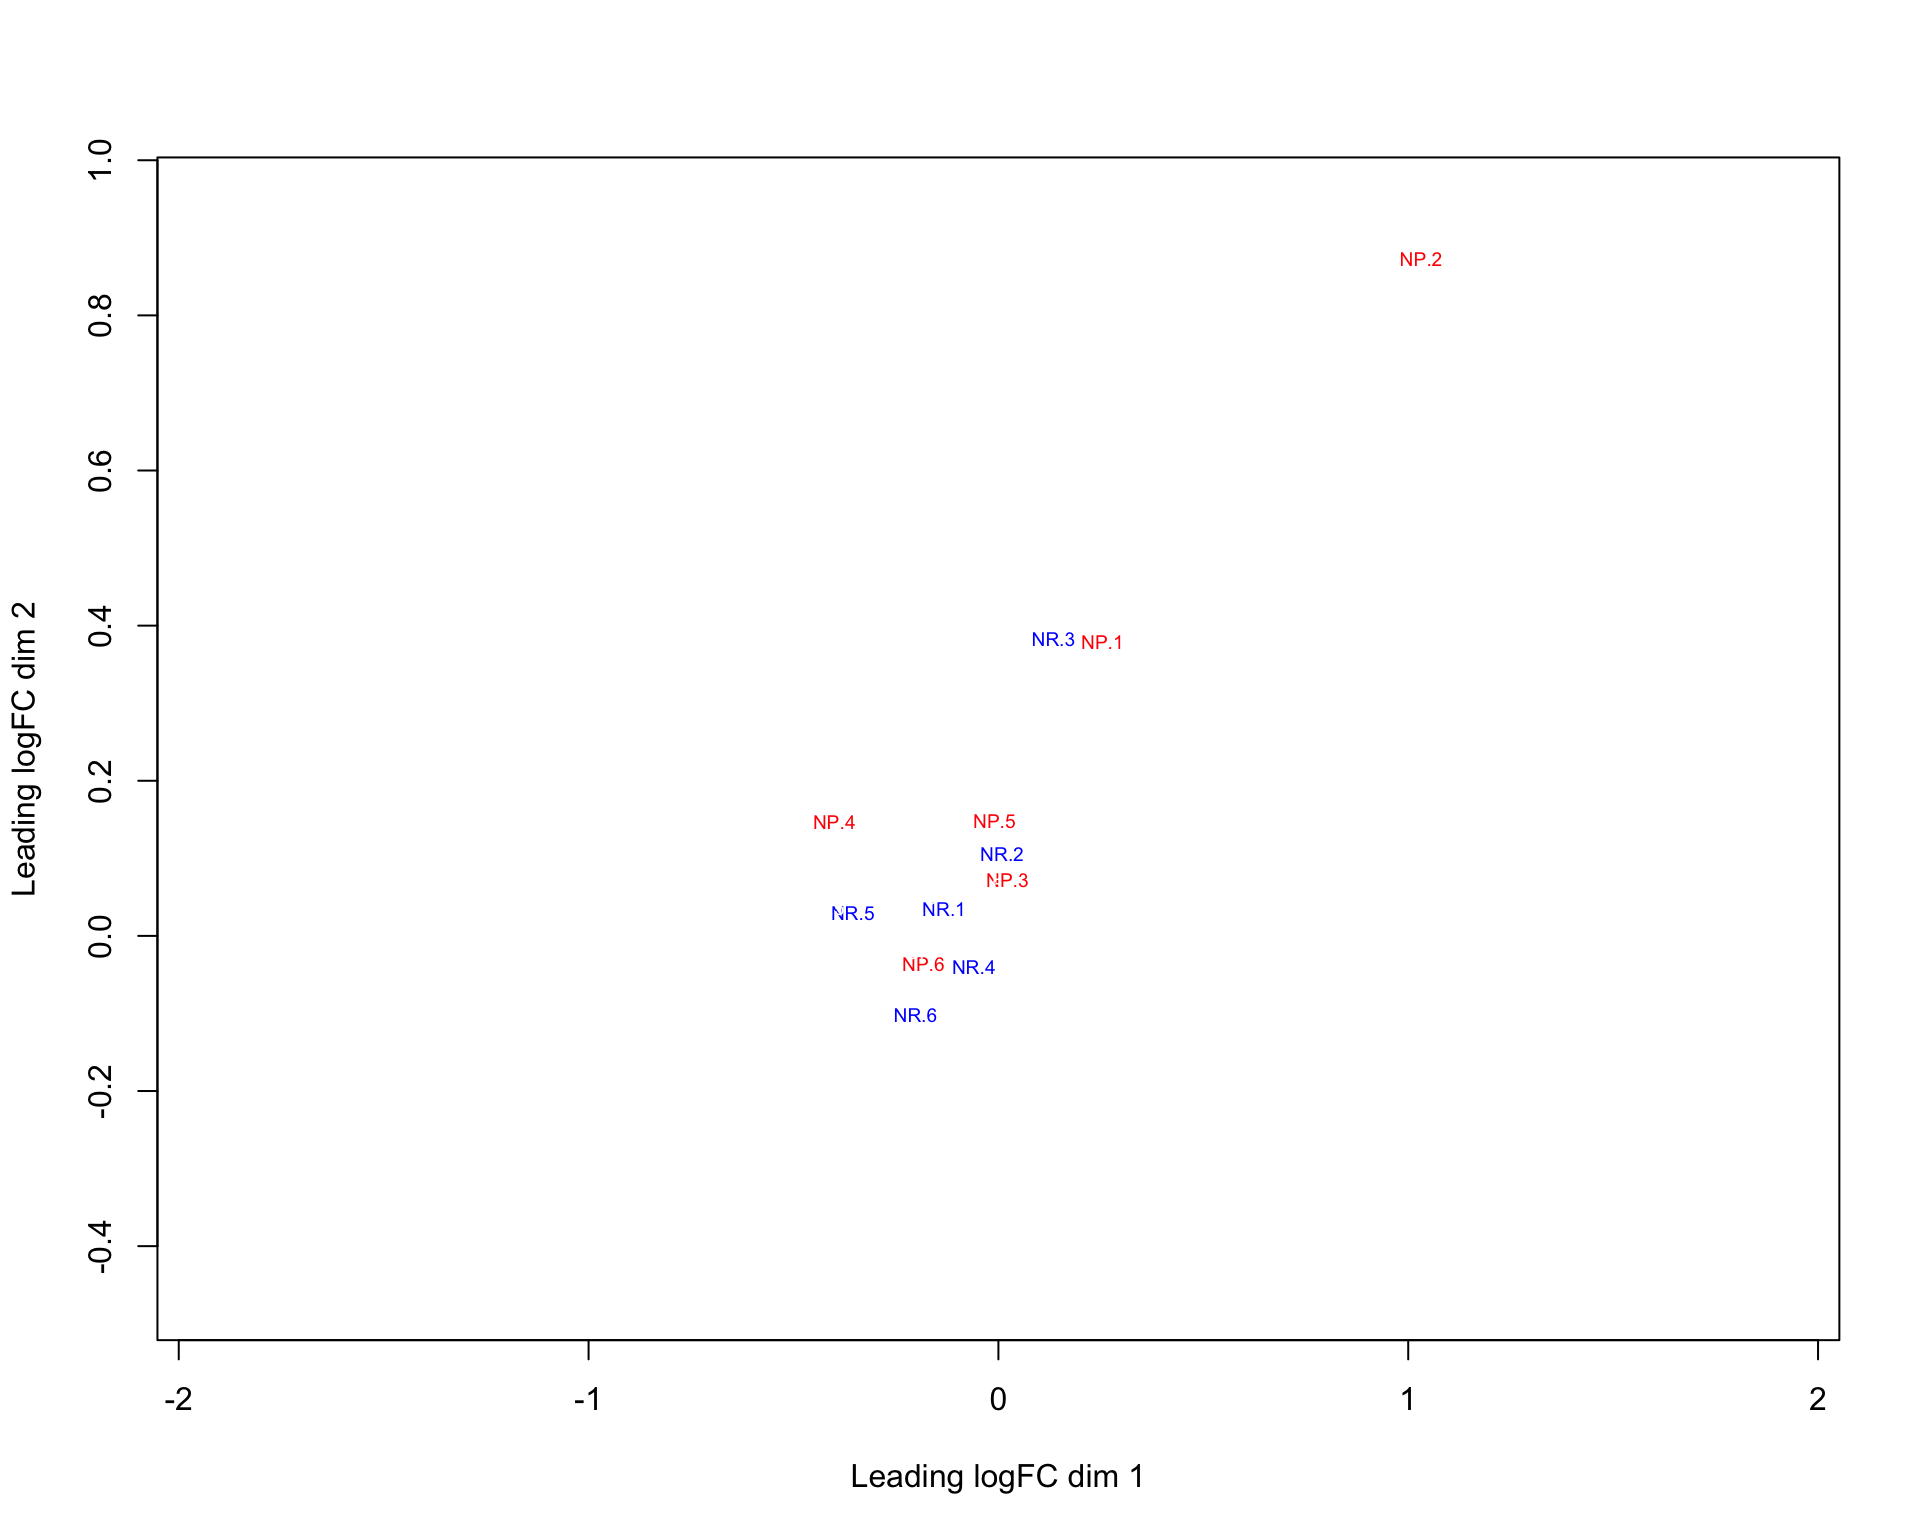 1.0
NP.2
0.8
0.6
0.4
NR.3 NP.1
Leading logFC dim 2
0.2
NP.4 NP.5
NR.2
NP.3
NR.5 NR.1
0.0
NP.6 NR.4
NR.6
-0.2
-0.4
-2 -1 0 1 2
Leading logFC dim 1